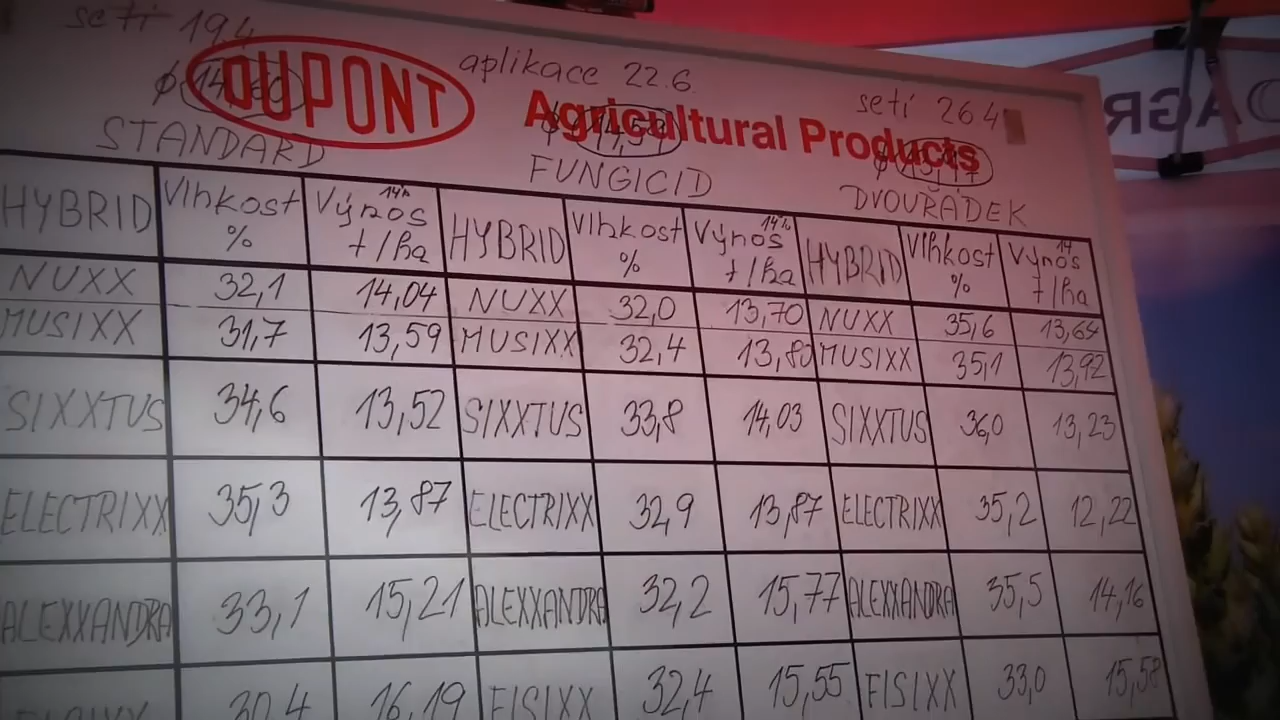 setí 19.4
DUPONT
aplikace 22.6.
Agricultural Products
setí 26.4
ϕ 14,59
STANDARD
FUNGICID
DVOUŘÁDEK
HYBRID Vlhkost % Výnos 14% t/ha HYBRID Vlhkost % Výnos 14% t/ha HYBRID Vlhkost % Výnos 14 t/ha
NUXX 32,1 14,04 NUXX 32,0 13,70 NUXX 35,6 13,64
MUSIXX 31,7 13,59 MUSIXX 32,4 13,80 MUSIXX 35,1 13,92
SIXXTUS 34,6 13,52 SIXXTUS 33,8 14,03 SIXXTUS 36,0 13,23
ELECTRIXX 35,3 13,87 ELECTRIXX 32,9 13,87 ELECTRIXX 35,2 12,22
ALEXXANDRA 33,1 15,21 ALEXXANDRA 32,2 15,77 ALEXXANDRA 35,5 14,16
FISIXX 30,4 16,19 FISIXX 32,4 15,55 FISIXX 33,0 15,58